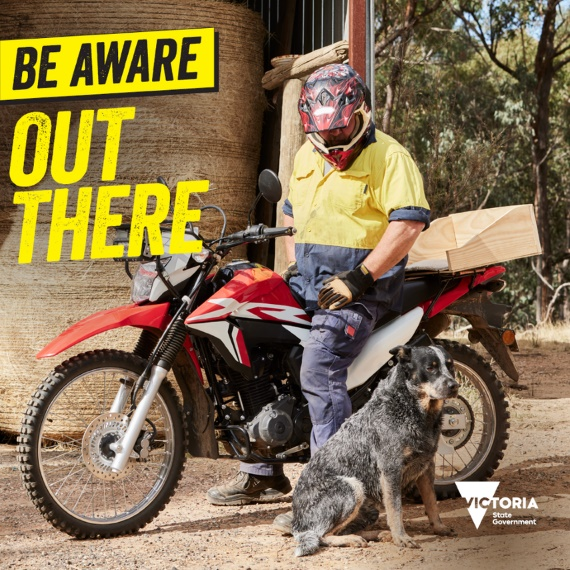 BE AWARE
OUT
THERE
VICTORIA
State
Government